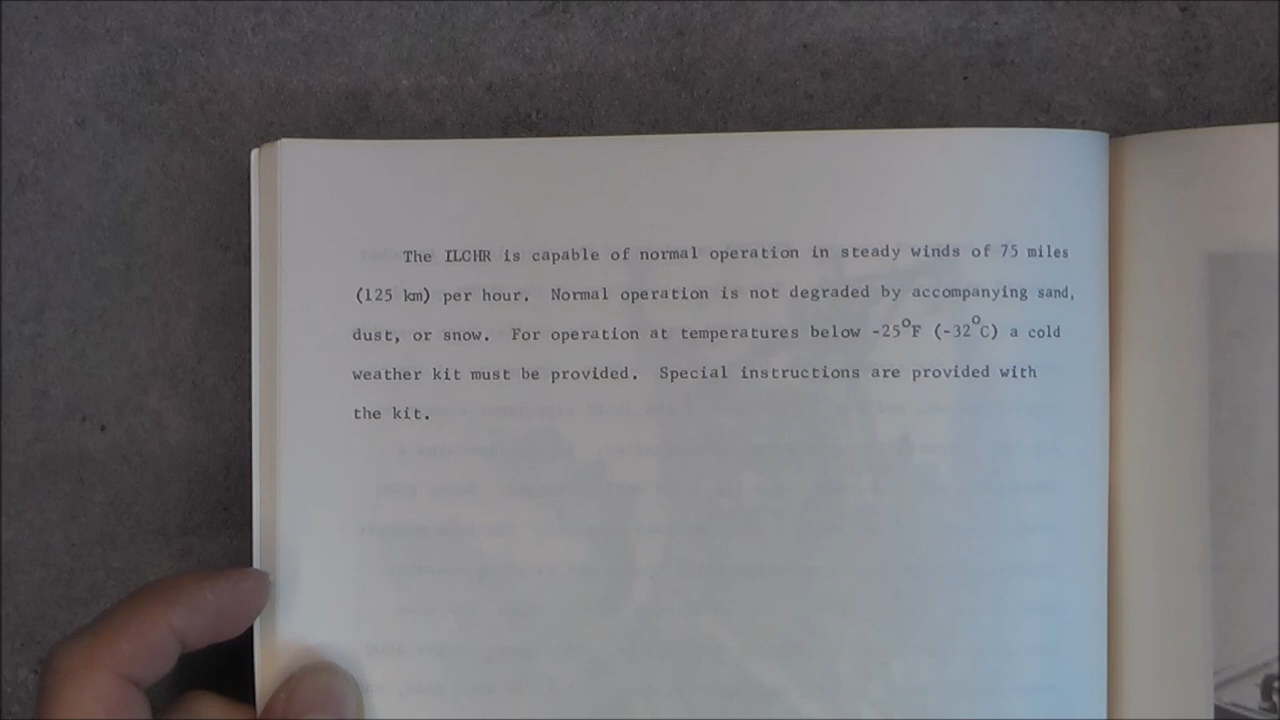 The ILCHR is capable of normal operation in steady winds of 75 miles
(125 km) per hour. Normal operation is not degraded by accompanying sand,
dust, or snow. For operation at temperatures below -25°F (-32°C) a cold
weather kit must be provided. Special instructions are provided with
the kit.